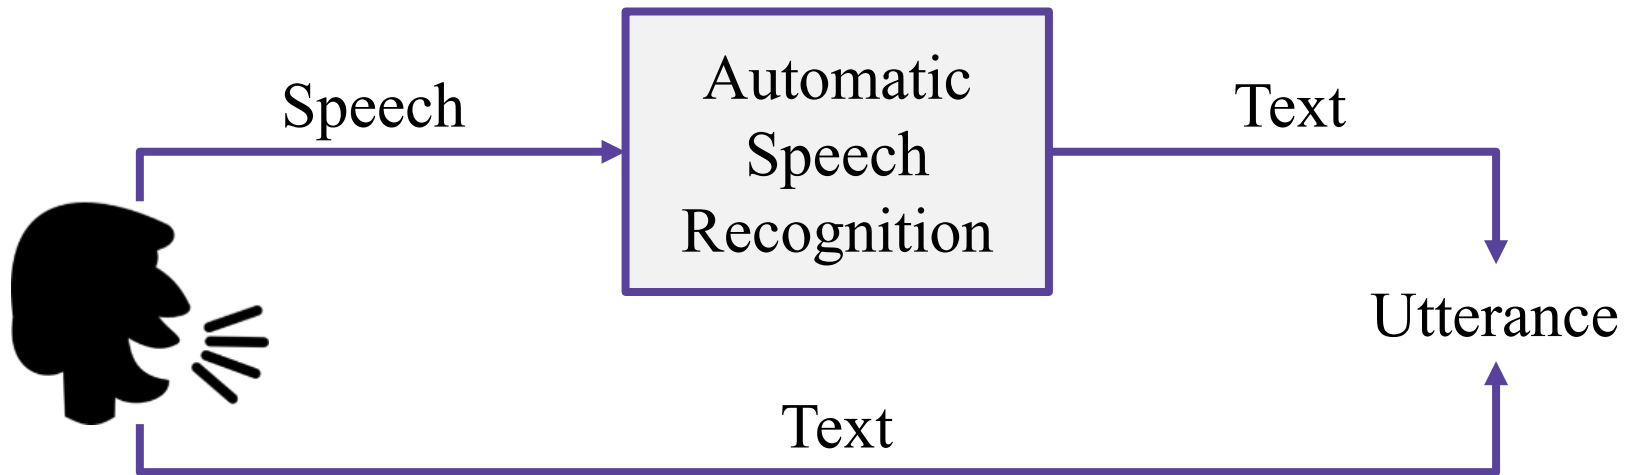 Speech
Automatic
Speech
Recognition
Text
Utterance
Text